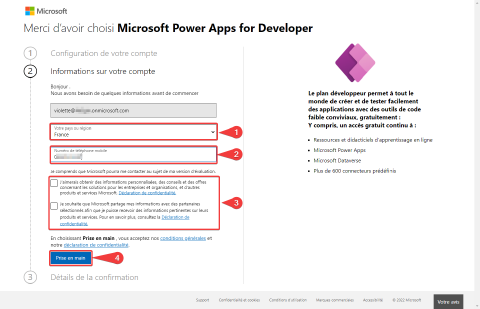 Microsoft
Merci d'avoir choisi Microsoft Power Apps for Developer
1 Configuration de votre compte
2 Informations sur votre compte
Bonjour
Nous avons besoin de quelques informations avant de commencer
violette@ .onmicrosoft.com
Votre pays ou région
France
1
Numéro de téléphone mobile
2
Je comprends que Microsoft pourra me contacter au sujet de ma version d'évaluation.
J'aimerais obtenir des informations personnalisées, des conseils et des offres
concernant les solutions pour les entreprises et organisations, et d'autres
produits et services Microsoft. Déclaration de confidentialité.
Je souhaite que Microsoft partage mes informations avec des partenaires
sélectionnés afin que je puisse recevoir des informations pertinentes sur leurs
produits et services. Pour en savoir plus, consultez la Déclaration de
confidentialité.
3
En choisissant Prise en main, vous acceptez nos conditions générales et
notre déclaration de confidentialité.
Prise en main
4
3 Détails de la confirmation
Le plan développeur permet à tout le
monde de créer et de tester facilement
des applications avec des outils de code
faible conviviaux, gratuitement :
Y compris, un accès gratuit continu à :
• Ressources et didacticiels d'apprentissage en ligne
• Microsoft Power Apps
• Microsoft Dataverse
• Plus de 600 connecteurs prédéfinis
Support Confidentialité et cookies Conditions d'utilisation Marques commerciales Accessibilité © 2022 Microsoft
Votre avis